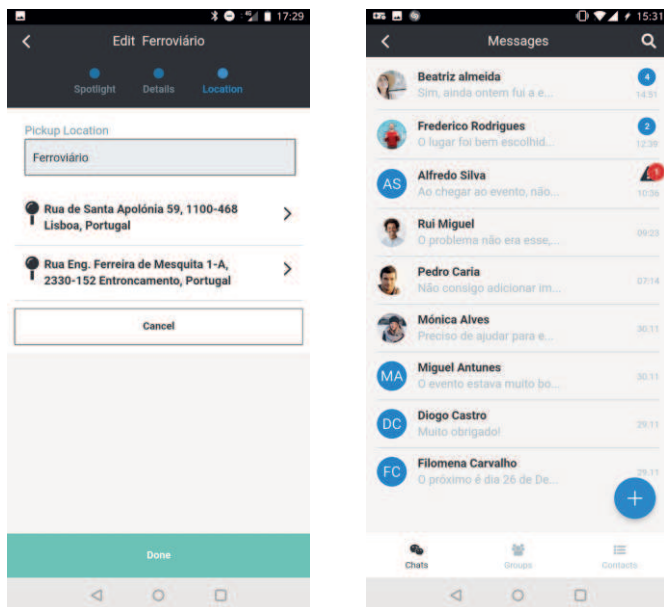 17:29
Edit Ferroviário
Spotlight Details Location
Pickup Location
Ferroviário
Rua de Santa Apolónia 59, 1100-468
Lisboa, Portugal
Rua Eng. Ferreira de Mesquita 1-A,
2330-152 Entroncamento, Portugal
Cancel
Done
15:31
Messages
Beatriz almeida
4
Sim, ainda ontem fui a e...
14:51
Frederico Rodrigues
2
O lugar foi bem escolhid...
12:39
AS
Alfredo Silva
1
Ao chegar ao evento, não...
10:36
Rui Miguel
O problema não era esse,...
09:23
Pedro Caria
Não consigo adicionar im...
07:14
Mónica Alves
Preciso de ajudar para e...
30.11
MA
Miguel Antunes
O evento estava muito bo...
30.11
DC
Diogo Castro
Muito obrigado!
29.11
FC
Filomena Carvalho
O próximo é dia 26 de De...
29.11
+
Chats Groups Contacts